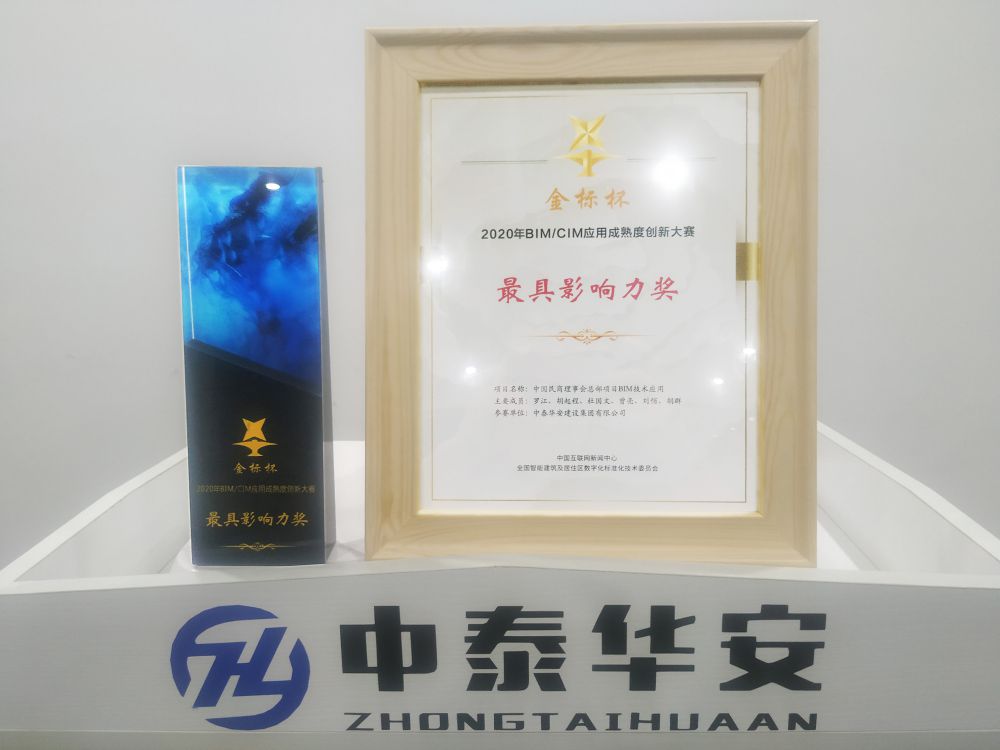 金标杯
2020年BIM/CIM应用成熟度创新大赛
最具影响力奖
项目名称：中国民商理事会总部项目BIM技术应用
主要成员：罗江、胡起程、杜国文、曾亮、刘恒、胡群
参赛单位：中泰华安建设集团有限公司
中国互联网新闻中心
全国智能建筑及居住区数字化标准化技术委员会
金标杯
2020年BIM/CIM应用成熟度创新大赛
最具影响力奖
中泰华安
ZHONGTAIHUAAN